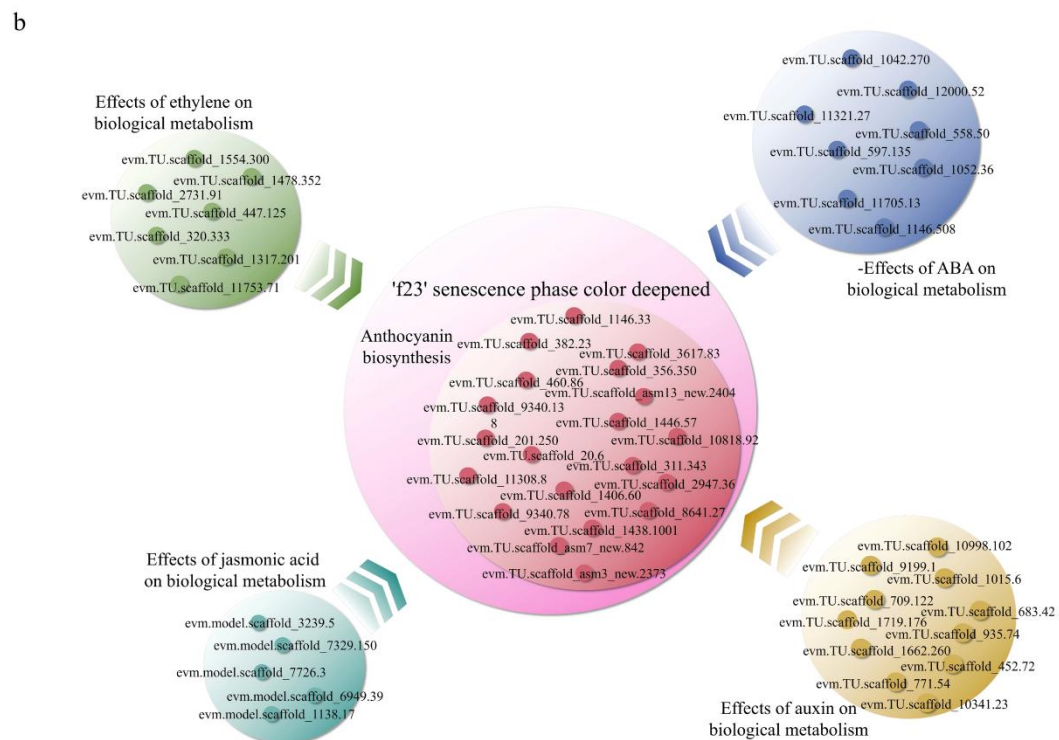 b
Effects of ethylene on
biological metabolism
evm.TU.scaffold_1554.300
evm.TU.scaffold_1478.352
evm.TU.scaffold_2731.91
evm.TU.scaffold_447.125
evm.TU.scaffold_320.333
evm.TU.scaffold_1317.201
evm.TU.scaffold_11753.71
evm.TU.scaffold_1042.270
evm.TU.scaffold_12000.52
evm.TU.scaffold_11321.27
evm.TU.scaffold_558.50
evm.TU.scaffold_597.135
evm.TU.scaffold_1052.36
evm.TU.scaffold_11705.13
evm.TU.scaffold_1146.508
-Effects of ABA on
biological metabolism
'f23' senescence phase color deepened
Anthocyanin
biosynthesis
evm.TU.scaffold_1146.33
evm.TU.scaffold_382.23
evm.TU.scaffold_3617.83
evm.TU.scaffold_356.350
evm.TU.scaffold_460.86
evm.TU.scaffold_asm13_new.2404
evm.TU.scaffold_9340.13
8
evm.TU.scaffold_1446.57
evm.TU.scaffold_201.250
evm.TU.scaffold_10818.92
evm.TU.scaffold_20.6
evm.TU.scaffold_311.343
evm.TU.scaffold_11308.8
evm.TU.scaffold_2947.36
evm.TU.scaffold_1406.60
evm.TU.scaffold_9340.78
evm.TU.scaffold_8641.27
evm.TU.scaffold_1438.1001
evm.TU.scaffold_asm7_new.842
evm.TU.scaffold_asm3_new.2373
Effects of jasmonic acid
on biological metabolism
evm.model.scaffold_3239.5
evm.model.scaffold_7329.150
evm.model.scaffold_7726.3
evm.model.scaffold_6949.39
evm.model.scaffold_1138.17
evm.TU.scaffold_10998.102
evm.TU.scaffold_9199.1
evm.TU.scaffold_1015.6
evm.TU.scaffold_709.122
evm.TU.scaffold_683.42
evm.TU.scaffold_1719.176
evm.TU.scaffold_935.74
evm.TU.scaffold_1662.260
evm.TU.scaffold_452.72
evm.TU.scaffold_771.54
evm.TU.scaffold_10341.23
Effects of auxin on
biological metabolism